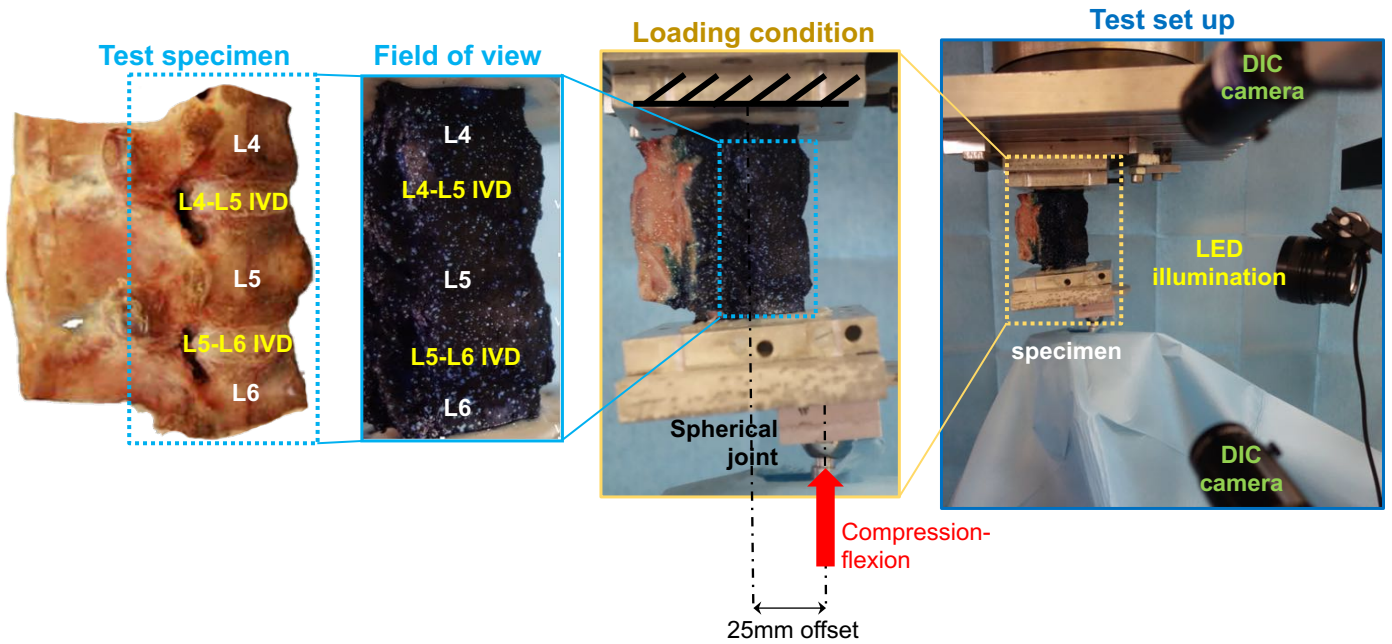 Test specimen
L4
L4-L5 IVD
L5
L5-L6 IVD
L6
Field of view
L4
L4-L5 IVD
L5
L5-L6 IVD
L6
Loading condition
Spherical
joint
Compression-
flexion
25mm offset
Test set up
DIC
camera
LED
illumination
specimen
DIC
camera